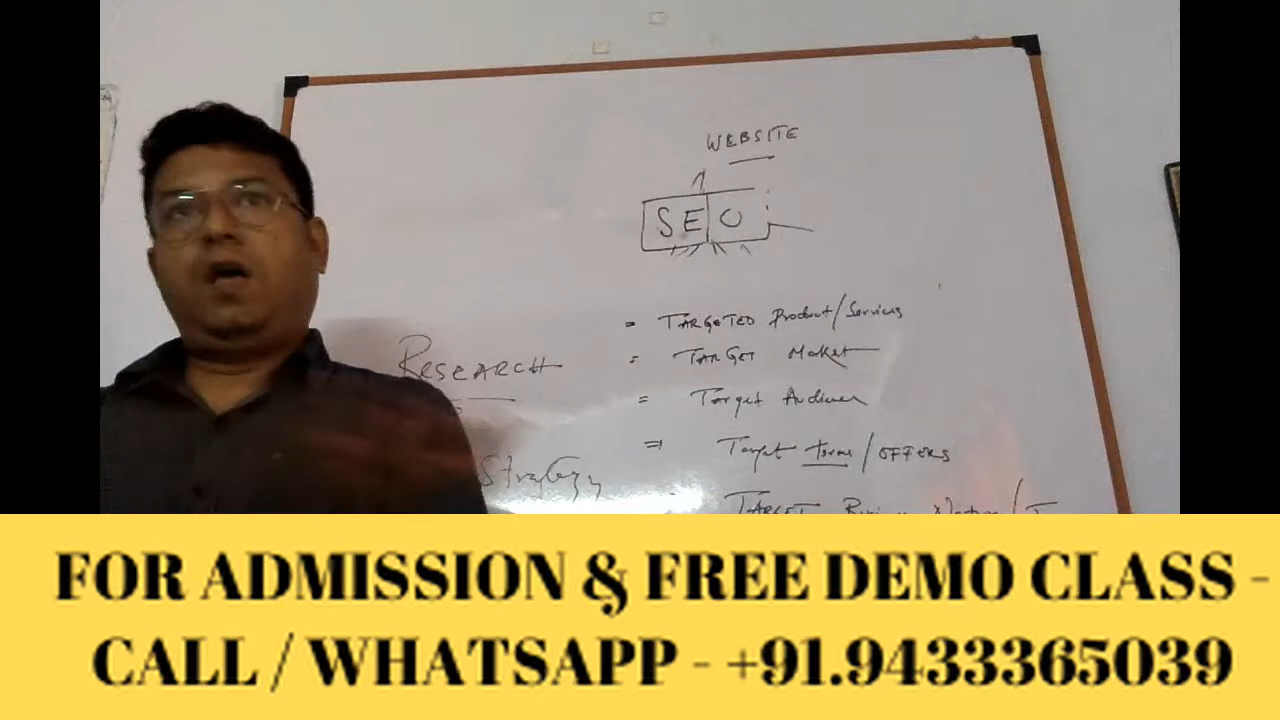 WEBSITE
SEO
= TARGETED Product/Services
RESEARCH
= TARGET Market
= Target Audience
⇒ Target terms/OFFERS
Strategy
TARGET
FOR ADMISSION & FREE DEMO CLASS -
CALL / WHATSAPP - +91.9433365039